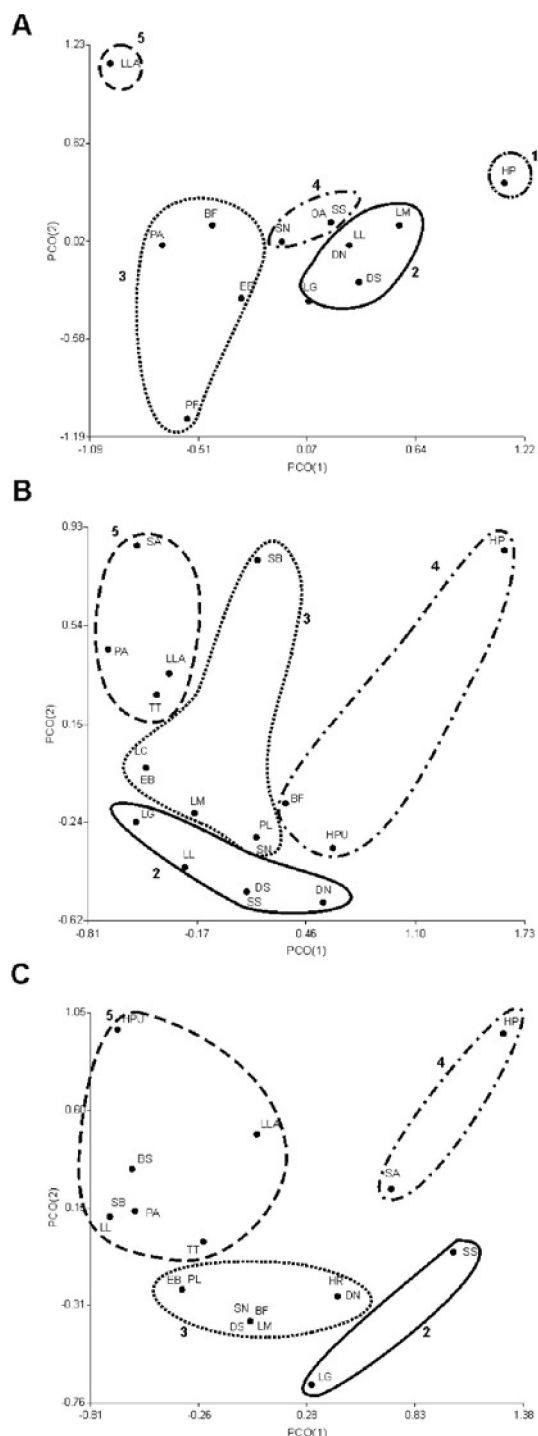 A
1.23
5
LLA
0.62
1
HP
4
BF
OA
SS
LM
PA
SN
LL
0.02
DN
3
2
DS
EB
LG
PCO(2)
-0.58
PF
-1.19
-1.09
-0.51
0.07
0.64
1.22
PCO(1)
B
0.93
5
SA
HP
SB
4
0.54
3
PA
LLA
TT
0.15
PCO(2)
LC
EB
BF
LM
-0.24
LG
PL
HPU
SN
LL
2
DS
DN
SS
-0.62
-0.81
-0.17
0.46
1.10
1.73
PCO(1)
C
1.05
5
HPU
HP
4
0.60
LLA
BS
SA
SB
PA
0.15
LL
TT
SS
PCO(2)
EB PL
HR
DN
-0.31
SN BF
DS LM
3
2
LG
-0.76
-0.81
-0.26
0.28
0.83
1.38
PCO(1)